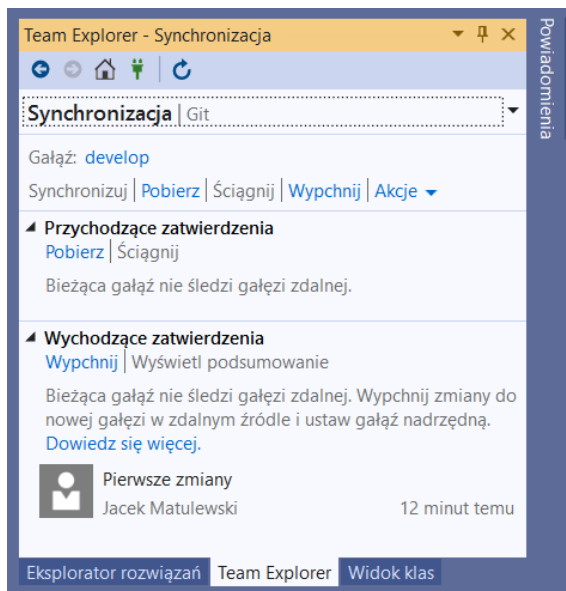 Team Explorer - Synchronizacja
Synchronizacja | Git
Gałąź: develop
Synchronizuj | Pobierz | Ściągnij | Wypchnij | Akcje
Przychodzące zatwierdzenia
Pobierz | Ściągnij
Bieżąca gałąź nie śledzi gałęzi zdalnej.
Wychodzące zatwierdzenia
Wypchnij | Wyświetl podsumowanie
Bieżąca gałąź nie śledzi gałęzi zdalnej. Wypchnij zmiany do
nowej gałęzi w zdalnym źródle i ustaw gałąź nadrzędną.
Dowiedz się więcej.
Pierwsze zmiany
Jacek Matulewski 12 minut temu
Eksplorator rozwiązań Team Explorer Widok klas
Powiadomienia